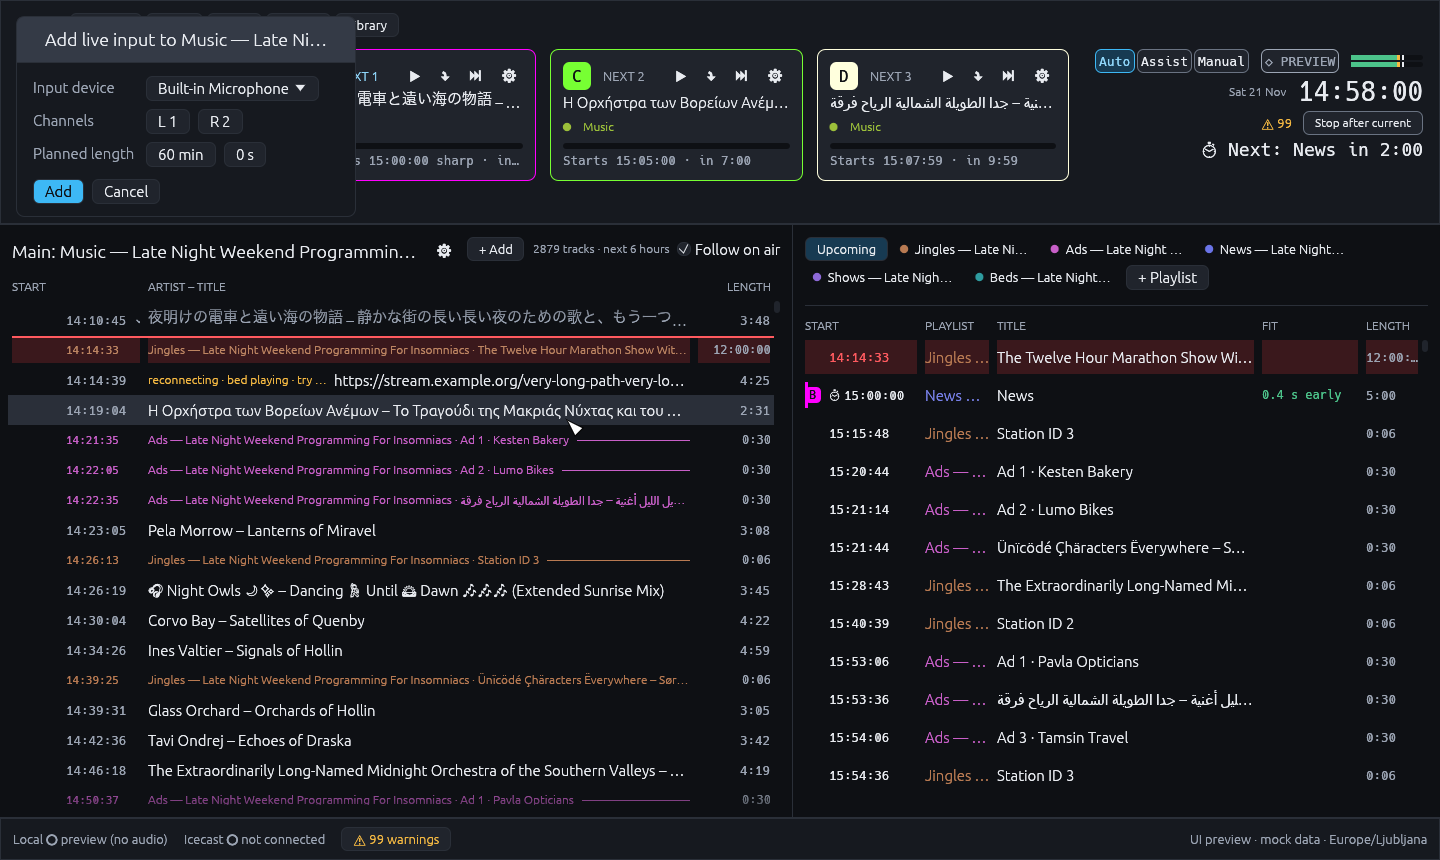 Add live input to Music — Late Ni…
Input device
Built-in Microphone
Channels
L 1
R 2
Planned length
60 min
0 s
Add
Cancel
brary
XT 1
電車と遠い海の物語 _ …
s 15:00:00 sharp · in…
C
NEXT 2
Η Ορχήστρα των Βορείων Ανέμ…
Music
Starts 15:05:00 · in 7:00
D
NEXT 3
Music
Starts 15:07:59 · in 9:59
Auto
Assist
Manual
◇ PREVIEW
Sat 21 Nov 14:58:00
⚠ 99
Stop after current
Next: News in 2:00
Main: Music — Late Night Weekend Programmin…
+ Add
2879 tracks · next 6 hours
✓ Follow on air
START ARTIST – TITLE LENGTH
14:10:45 、夜明けの電車と遠い海の物語 _ 静かな街の長い長い夜のための歌と、もう一つ… 3:48
14:14:33 Jingles — Late Night Weekend Programming For Insomniacs · The Twelve Hour Marathon Show Wit… 12:00:00
14:14:39 reconnecting · bed playing · try … https://stream.example.org/very-long-path-very-lo… 4:25
14:19:04 Η Ορχήστρα των Βορείων Ανέμων – Το Τραγούδι της Μακριάς Νύχτας και του … 2:31
14:21:35 Ads — Late Night Weekend Programming For Insomniacs · Ad 1 · Kesten Bakery 0:30
14:22:05 Ads — Late Night Weekend Programming For Insomniacs · Ad 2 · Lumo Bikes 0:30
14:22:35 Ads — Late Night Weekend Programming For Insomniacs · 0:30
14:23:05 Pela Morrow – Lanterns of Miravel 3:08
14:26:13 Jingles — Late Night Weekend Programming For Insomniacs · Station ID 3 0:06
14:26:19 Night Owls – Dancing Until Dawn (Extended Sunrise Mix) 3:45
14:30:04 Corvo Bay – Satellites of Quenby 4:22
14:34:26 Ines Valtier – Signals of Hollin 4:59
14:39:25 Jingles — Late Night Weekend Programming For Insomniacs · Ünïcödé Çhäracters Ëverywhere – Sør… 0:06
14:39:31 Glass Orchard – Orchards of Hollin 3:05
14:42:36 Tavi Ondrej – Echoes of Draska 3:42
14:46:18 The Extraordinarily Long-Named Midnight Orchestra of the Southern Valleys – … 4:19
14:50:37 Ads — Late Night Weekend Programming For Insomniacs · Ad 1 · Pavla Opticians 0:30
Upcoming
Jingles — Late Ni…
Ads — Late Night …
News — Late Night…
Shows — Late Nigh…
Beds — Late Night…
+ Playlist
START PLAYLIST TITLE FIT LENGTH
14:14:33 Jingles … The Twelve Hour Marathon Show Wi… 12:00:…
B 15:00:00 News … News 0.4 s early 5:00
15:15:48 Jingles … Station ID 3 0:06
15:20:44 Ads — … Ad 1 · Kesten Bakery 0:30
15:21:14 Ads — … Ad 2 · Lumo Bikes 0:30
15:21:44 Ads — … Ünïcödé Çhäracters Ëverywhere – S… 0:30
15:28:43 Jingles … The Extraordinarily Long-Named Mi… 0:06
15:40:39 Jingles … Station ID 2 0:06
15:53:06 Ads — … Ad 1 · Pavla Opticians 0:30
15:53:36 Ads — … 0:30
15:54:06 Ads — … Ad 3 · Tamsin Travel 0:30
15:54:36 Jingles … Station ID 3 0:06
Local preview (no audio)
Icecast not connected
⚠ 99 warnings
UI preview · mock data · Europe/Ljubljana